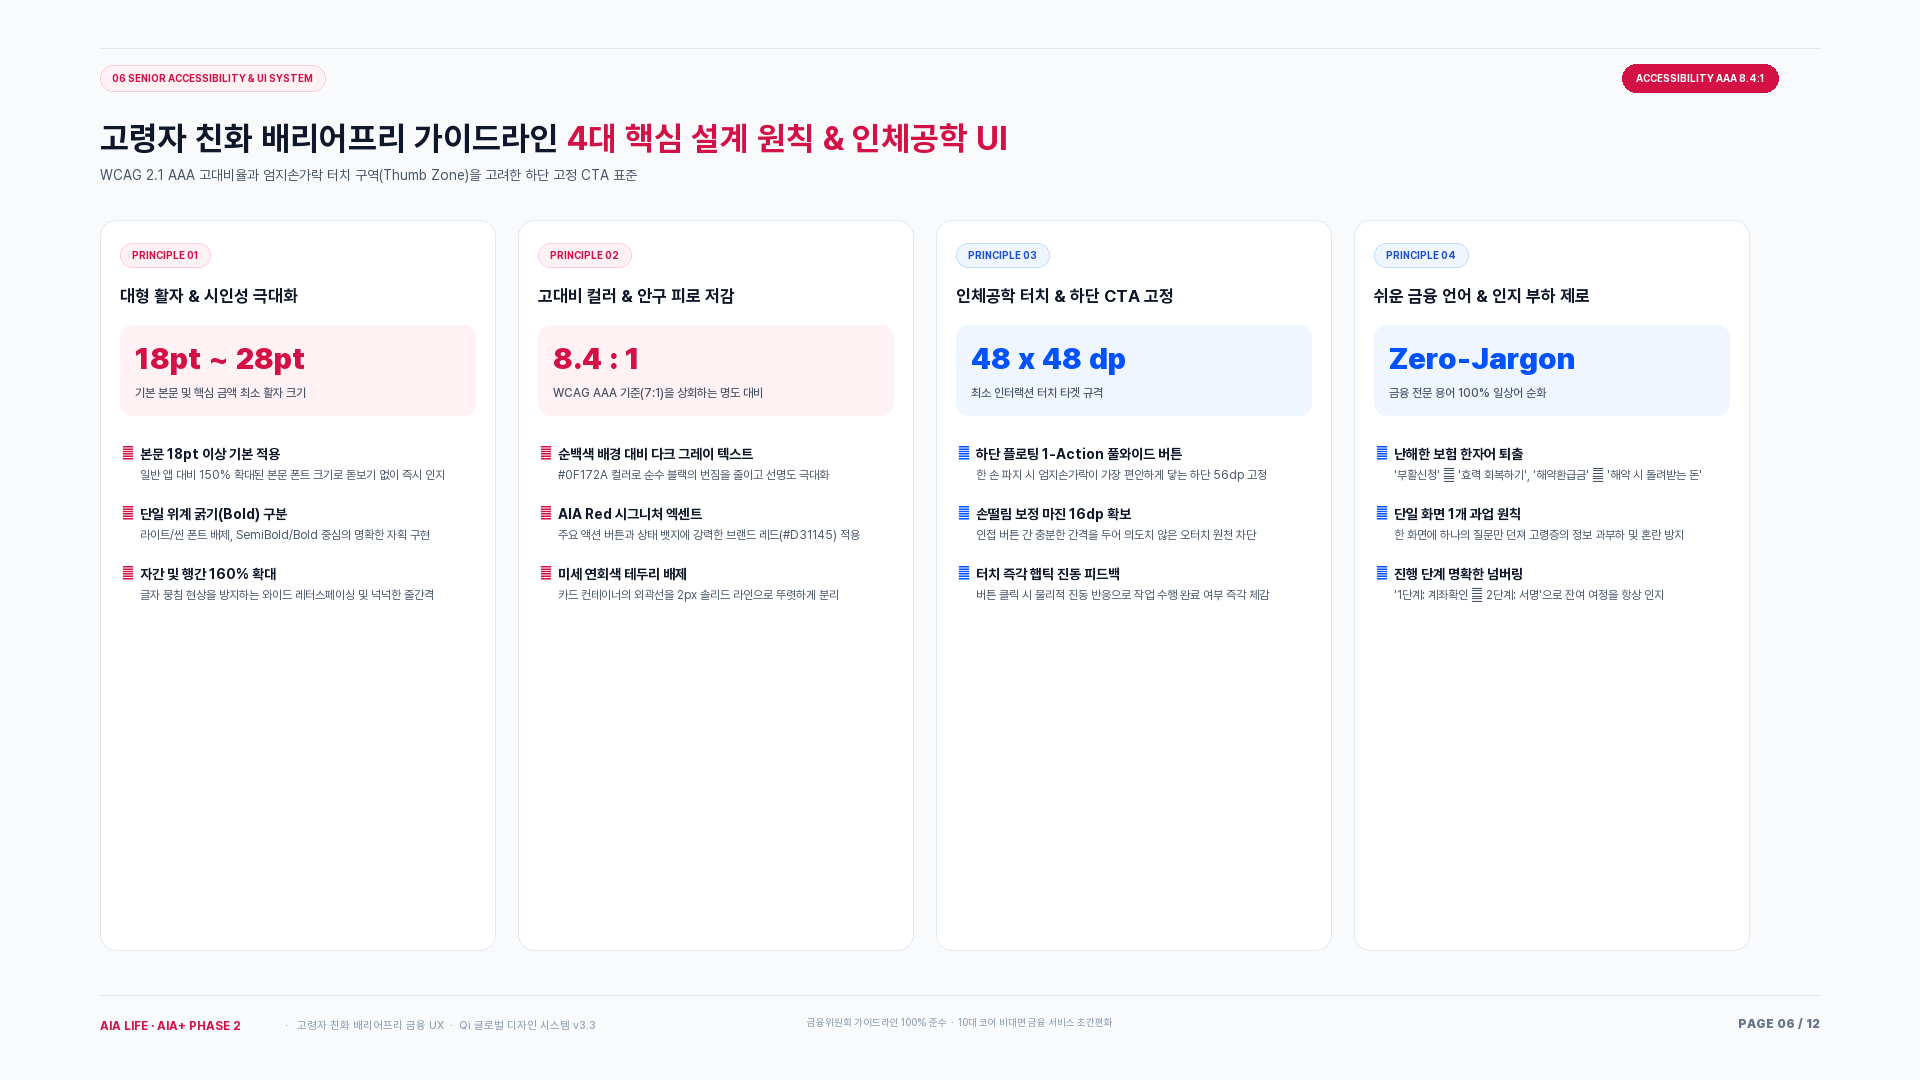 06 SENIOR ACCESSIBILITY & UI SYSTEM
ACCESSIBILITY AAA 8.4:1
고령자 친화 배리어프리 가이드라인 4대 핵심 설계 원칙 & 인체공학 UI
WCAG 2.1 AAA 고대비율과 엄지손가락 터치 구역(Thumb Zone)을 고려한 하단 고정 CTA 표준
PRINCIPLE 01
대형 활자 & 시인성 극대화
18pt ~ 28pt
기본 본문 및 핵심 금액 최소 활자 크기
본문 18pt 이상 기본 적용
일반 앱 대비 150% 확대된 본문 폰트 크기로 돋보기 없이 즉시 인지
단일 위계 굵기(Bold) 구분
라이트/씬 폰트 배제, SemiBold/Bold 중심의 명확한 자획 구현
자간 및 행간 160% 확대
글자 뭉침 현상을 방지하는 와이드 레터스페이싱 및 넉넉한 줄간격
PRINCIPLE 02
고대비 컬러 & 안구 피로 저감
8.4 : 1
WCAG AAA 기준(7:1)을 상회하는 명도 대비
순백색 배경 대비 다크 그레이 텍스트
#0F172A 컬러로 순수 블랙의 번짐을 줄이고 선명도 극대화
AIA Red 시그니처 엑센트
주요 액션 버튼과 상태 뱃지에 강력한 브랜드 레드(#D31145) 적용
미세 연회색 테두리 배제
카드 컨테이너의 외곽선을 2px 솔리드 라인으로 뚜렷하게 분리
PRINCIPLE 03
인체공학 터치 & 하단 CTA 고정
48 x 48 dp
최소 인터랙션 터치 타겟 규격
하단 플로팅 1-Action 풀와이드 버튼
한 손 파지 시 엄지손가락이 가장 편안하게 닿는 하단 56dp 고정
손떨림 보정 마진 16dp 확보
인접 버튼 간 충분한 간격을 두어 의도치 않은 오터치 원천 차단
터치 즉각 햅틱 진동 피드백
버튼 클릭 시 물리적 진동 반응으로 작업 수행 완료 여부 즉각 체감
PRINCIPLE 04
쉬운 금융 언어 & 인지 부하 제로
Zero-Jargon
금융 전문 용어 100% 일상어 순화
난해한 보험 한자어 퇴출
'부활신청' '효력 회복하기', '해약환급금' '해약 시 돌려받는 돈'
단일 화면 1개 과업 원칙
한 화면에 하나의 질문만 던져 고령층의 정보 과부하 및 혼란 방지
진행 단계 명확한 넘버링
'1단계: 계좌확인 2단계: 서명'으로 잔여 여정을 항상 인지
AIA LIFE · AIA+ PHASE 2 · 고령자 친화 배리어프리 금융 UX · Qi 글로벌 디자인 시스템 v3.3
금융위원회 가이드라인 100% 준수 · 10대 코어 비대면 금융 서비스 초간편화
PAGE 06 / 12